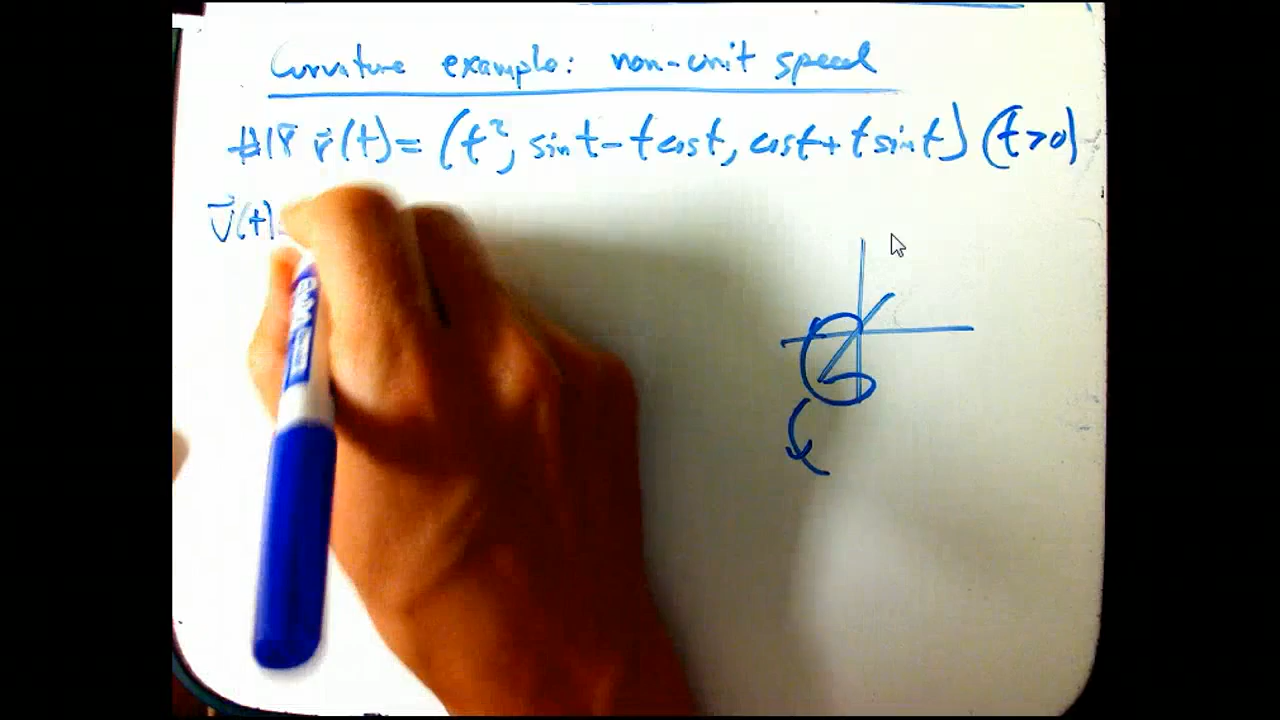 Curvature example: non-unit speed
#18 r⃗(t) = (t², sin t - t cos t, cos t + t sin t) (t>0)
v⃗(t)=